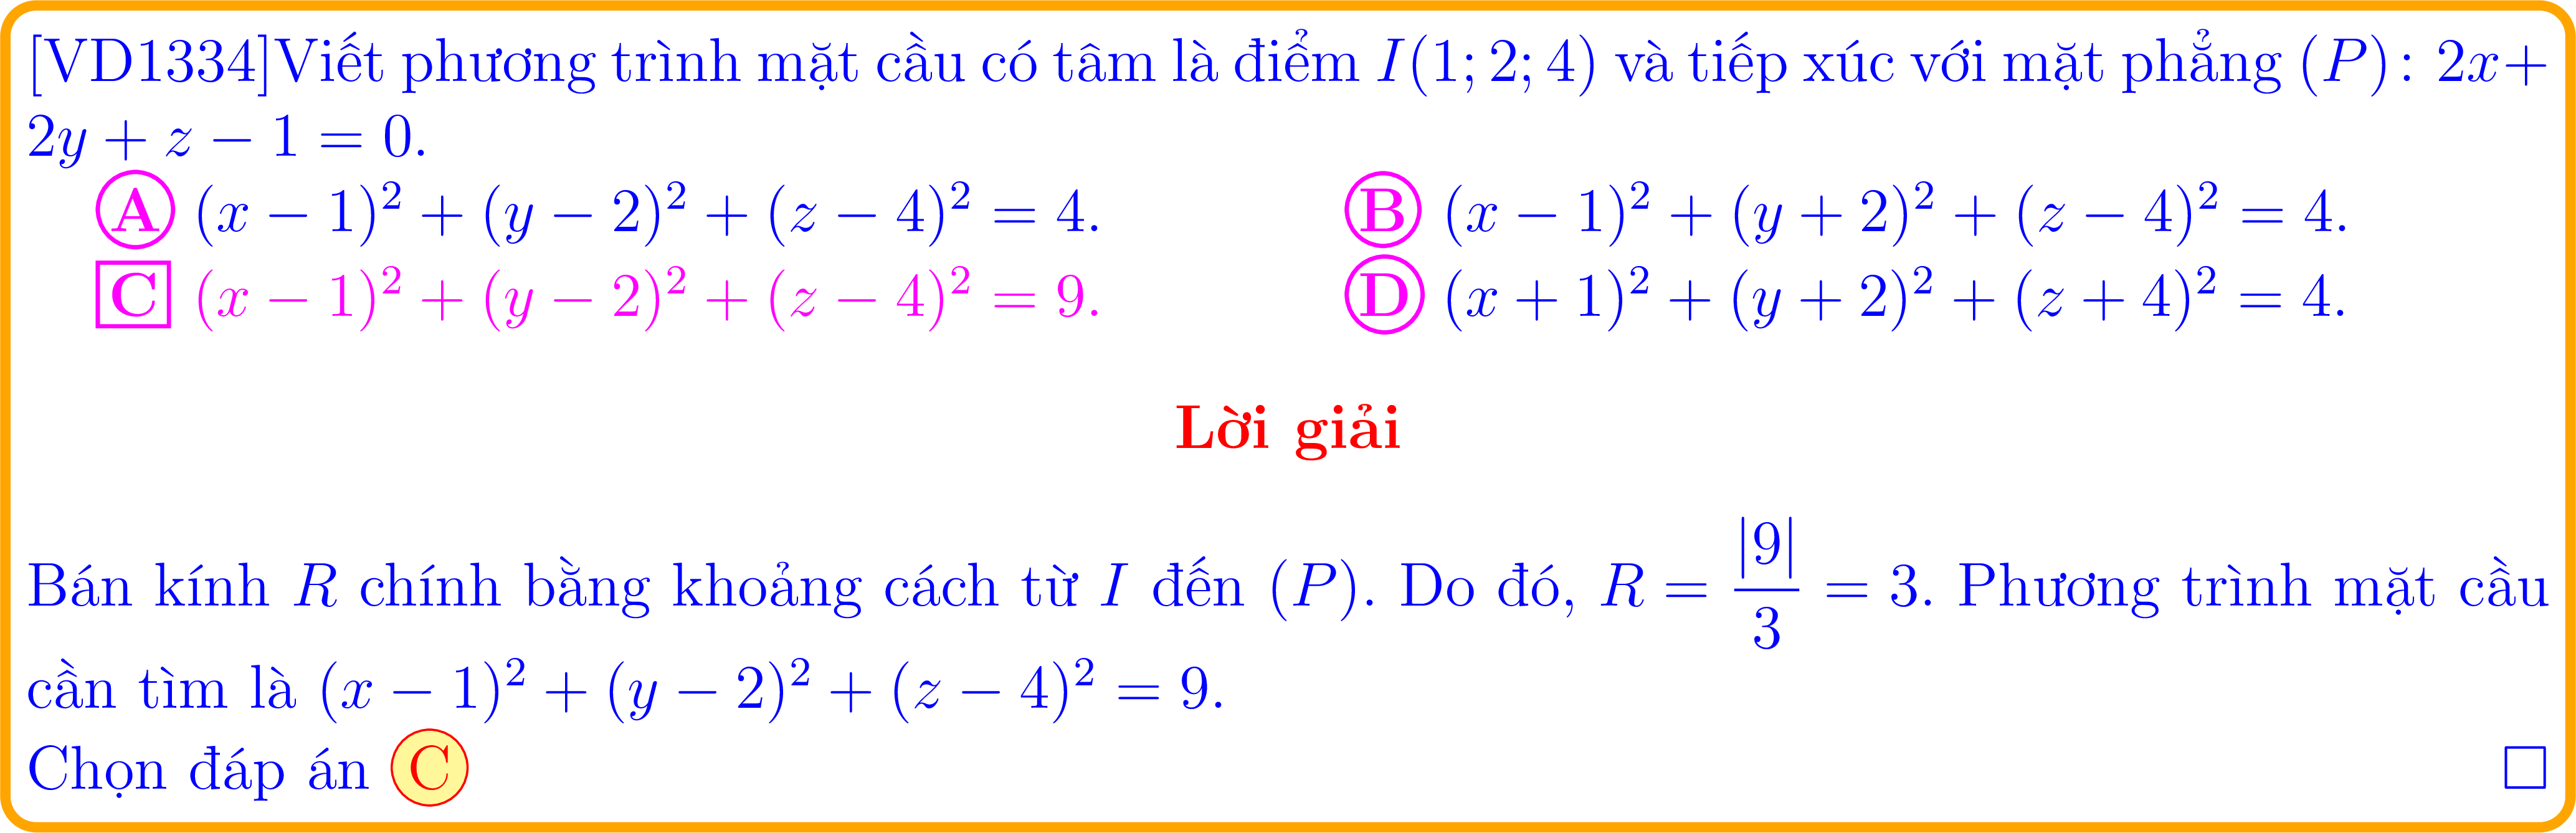 [VD1334]Viết phương trình mặt cầu có tâm là điểm I(1; 2; 4) và tiếp xúc với mặt phẳng (P): 2x+
2y + z − 1 = 0.
A (x − 1)² + (y − 2)² + (z − 4)² = 4. B (x − 1)² + (y + 2)² + (z − 4)² = 4.
C (x − 1)² + (y − 2)² + (z − 4)² = 9. D (x + 1)² + (y + 2)² + (z + 4)² = 4.
Lời giải
Bán kính R chính bằng khoảng cách từ I đến (P). Do đó, R = |9|/3 = 3. Phương trình mặt cầu
cần tìm là (x − 1)² + (y − 2)² + (z − 4)² = 9.
Chọn đáp án C □